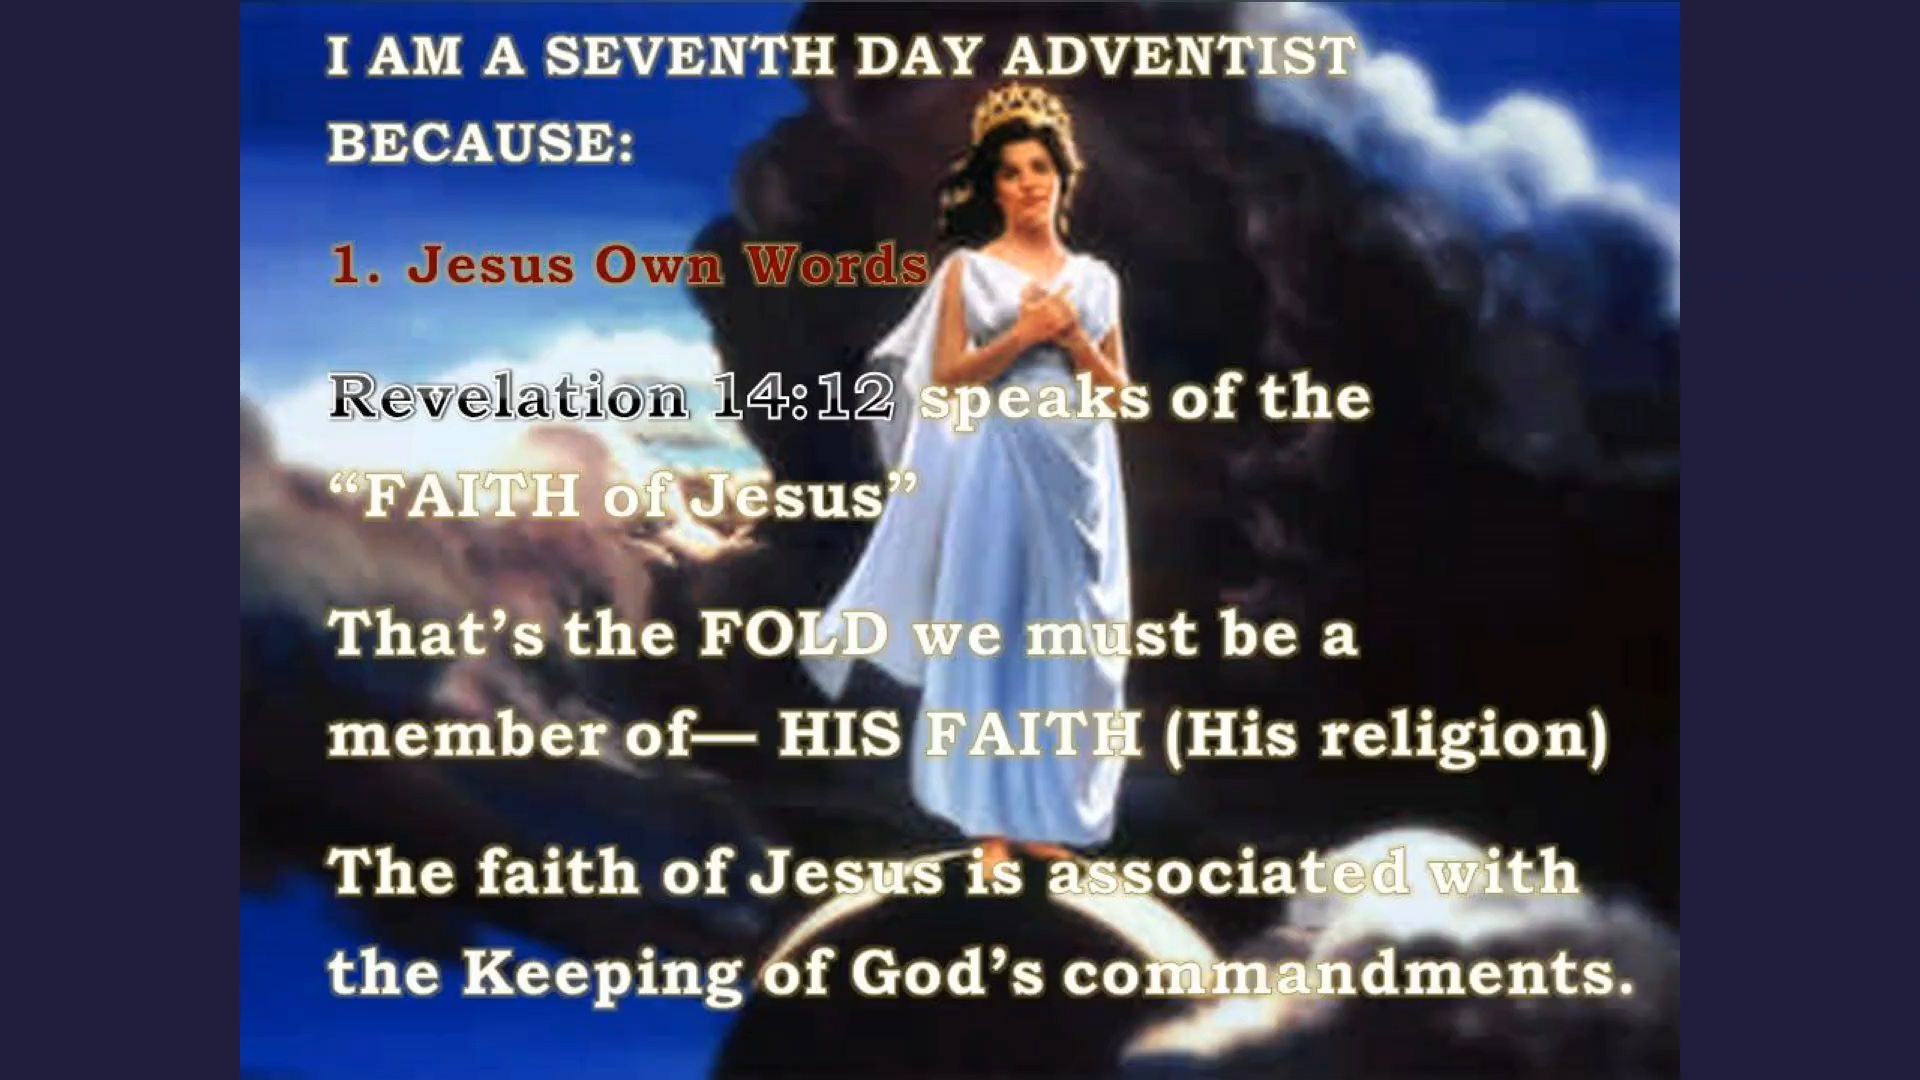 I AM A SEVENTH DAY ADVENTIST
BECAUSE:
1. Jesus Own Words
Revelation 14:12 speaks of the
“FAITH of Jesus”
That’s the FOLD we must be a
member of— HIS FAITH (His religion)
The faith of Jesus is associated with
the Keeping of God’s commandments.